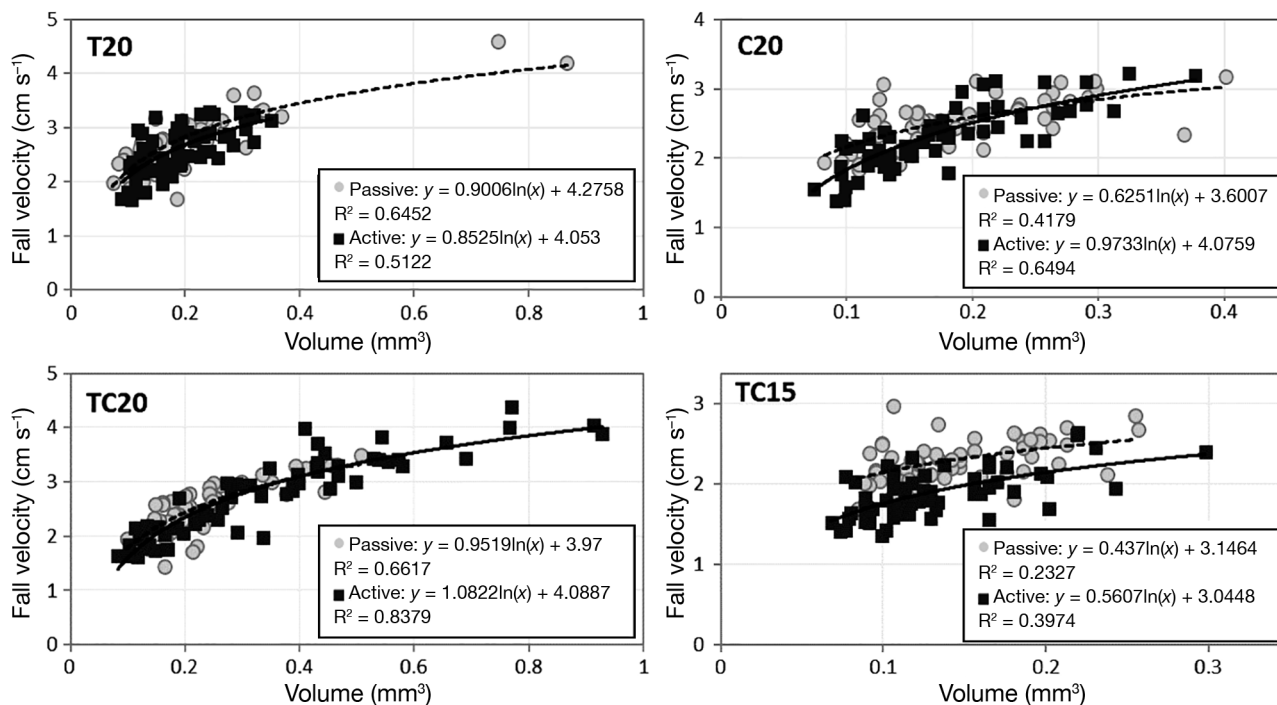 T20
Fall velocity (cm s⁻¹)
5
4
3
2
1
0
Passive: y = 0.9006ln(x) + 4.2758
R² = 0.6452
Active: y = 0.8525ln(x) + 4.053
R² = 0.5122
0 0.2 0.4 0.6 0.8 1
Volume (mm³)
C20
Fall velocity (cm s⁻¹)
4
3
2
1
0
Passive: y = 0.6251ln(x) + 3.6007
R² = 0.4179
Active: y = 0.9733ln(x) + 4.0759
R² = 0.6494
0 0.1 0.2 0.3 0.4
Volume (mm³)
TC20
Fall velocity (cm s⁻¹)
5
4
3
2
1
0
Passive: y = 0.9519ln(x) + 3.97
R² = 0.6617
Active: y = 1.0822ln(x) + 4.0887
R² = 0.8379
0 0.2 0.4 0.6 0.8 1
Volume (mm³)
TC15
Fall velocity (cm s⁻¹)
3
2
1
0
Passive: y = 0.437ln(x) + 3.1464
R² = 0.2327
Active: y = 0.5607ln(x) + 3.0448
R² = 0.3974
0 0.1 0.2 0.3
Volume (mm³)